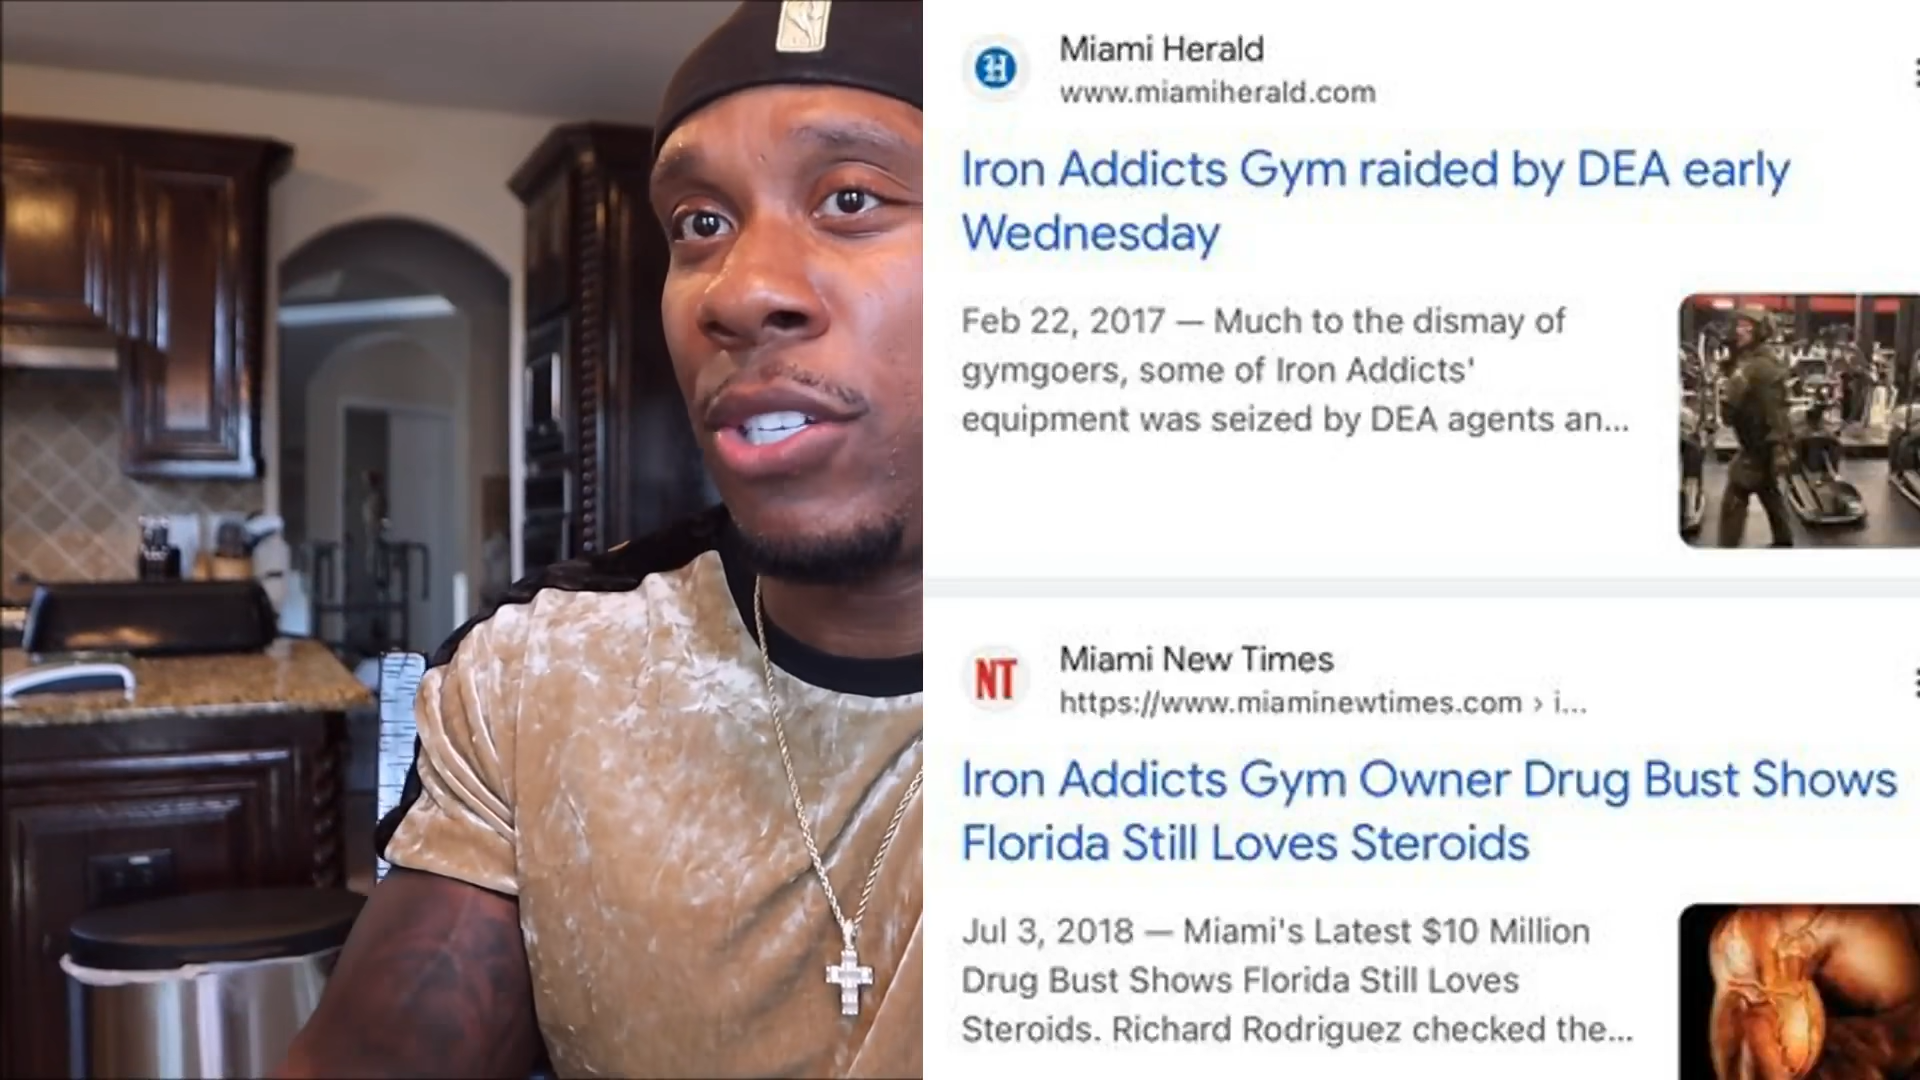 Miami Herald
www.miamiherald.com
Iron Addicts Gym raided by DEA early
Wednesday
Feb 22, 2017 — Much to the dismay of
gymgoers, some of Iron Addicts'
equipment was seized by DEA agents an...
NT
Miami New Times
https://www.miaminewtimes.com › i...
Iron Addicts Gym Owner Drug Bust Shows
Florida Still Loves Steroids
Jul 3, 2018 — Miami's Latest $10 Million
Drug Bust Shows Florida Still Loves
Steroids. Richard Rodriguez checked the...